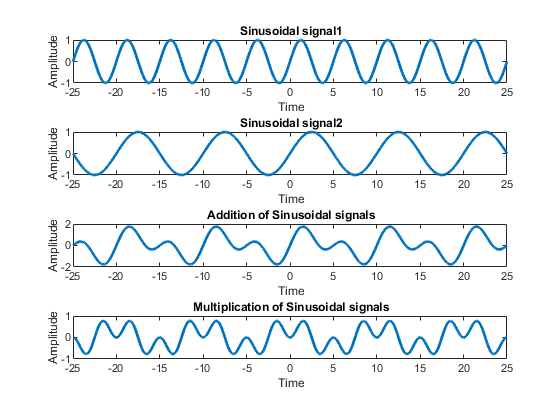 Sinusoidal signal1
Amplitude
1
0
-1
-25 -20 -15 -10 -5 0 5 10 15 20 25
Time
Sinusoidal signal2
Amplitude
1
0
-1
-25 -20 -15 -10 -5 0 5 10 15 20 25
Time
Addition of Sinusoidal signals
Amplitude
2
0
-2
-25 -20 -15 -10 -5 0 5 10 15 20 25
Time
Multiplication of Sinusoidal signals
Amplitude
1
0
-1
-25 -20 -15 -10 -5 0 5 10 15 20 25
Time